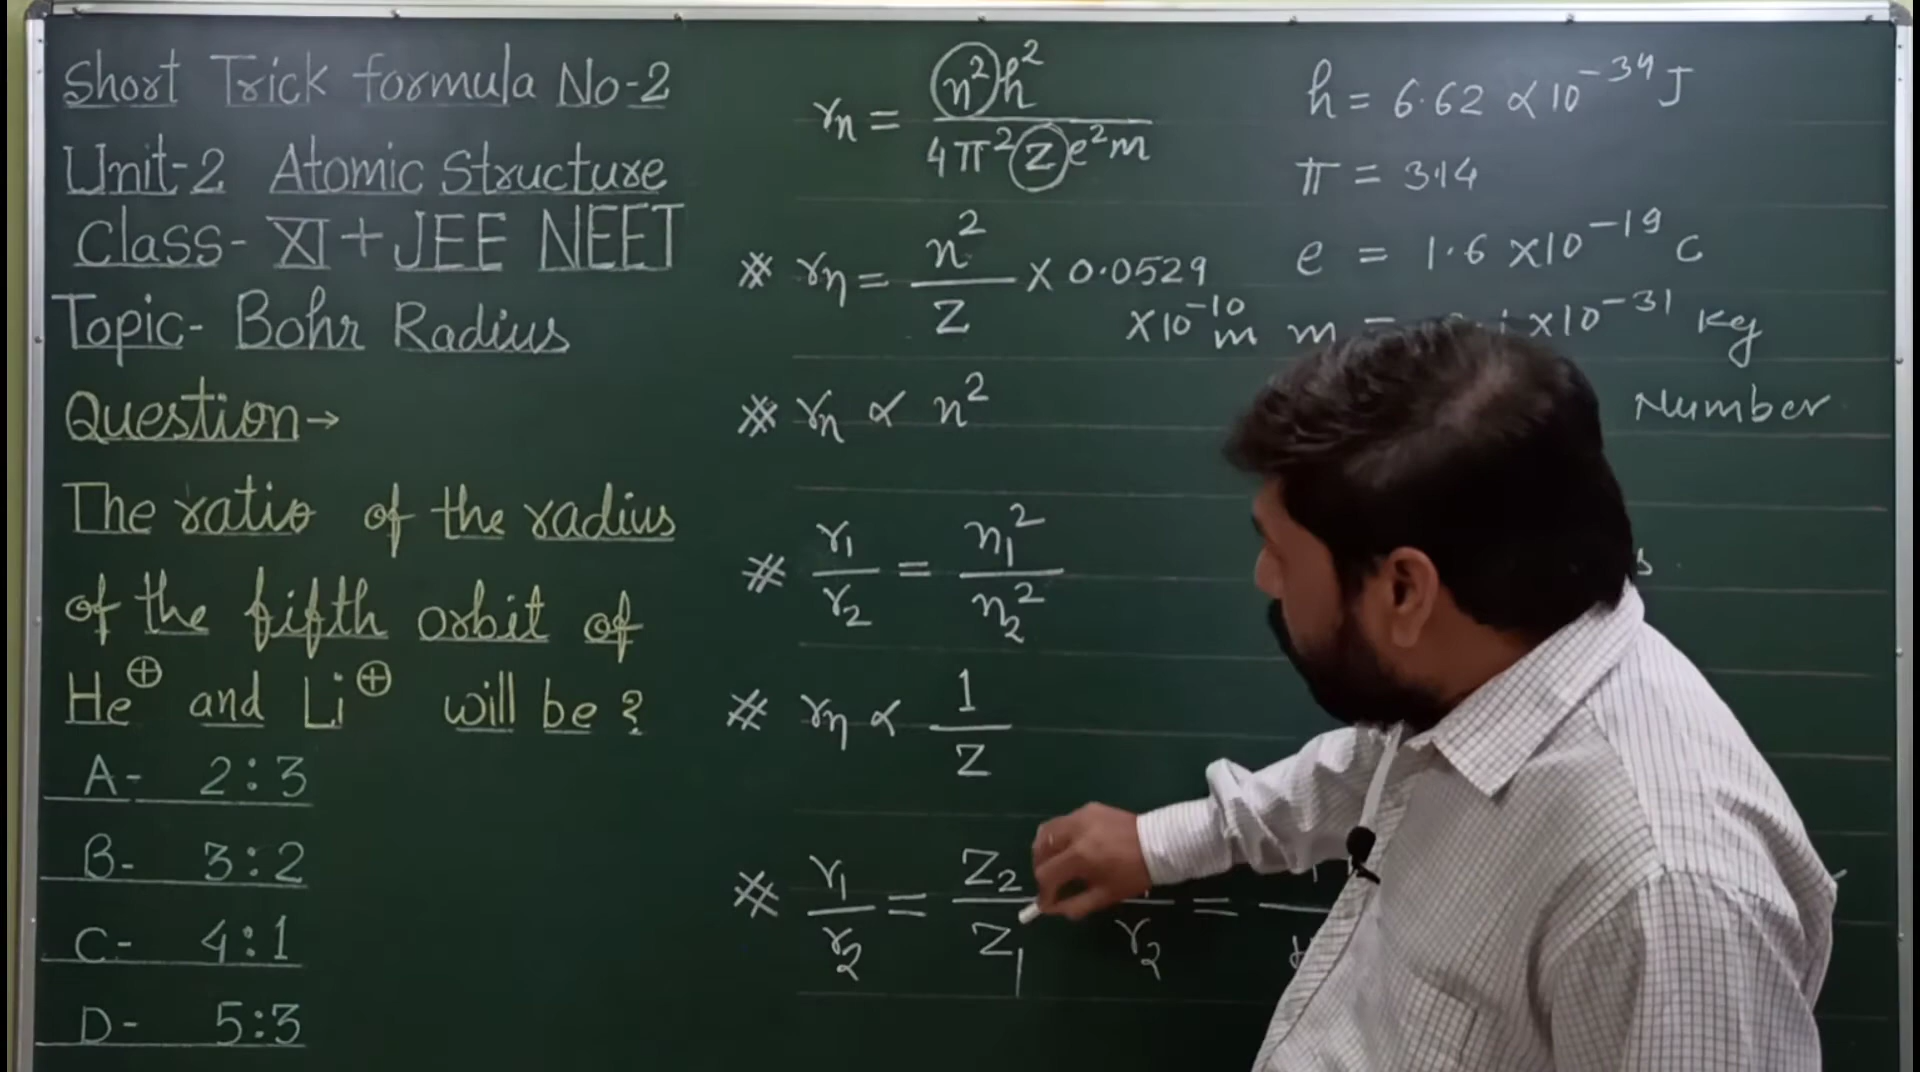 Short Trick formula No-2
Unit-2 Atomic Structure
Class- XI + JEE NEET
Topic- Bohr Radius
Question→
The ratio of the radius
of the fifth orbit of
He⊕ and Li⊕ will be ?
A- 2:3
B- 3:2
C- 4:1
D- 5:3
rn = n²h² / 4π²Ze²m
* rn = n² / Z × 0.0529
×10⁻¹⁰ m
* rn ∝ n²
# r₁/r₂ = n₁²/n₂²
* rn ∝ 1/Z
* r₁/r₂ = Z₂/Z₁
r₂ =
h = 6.62 ×10⁻³⁴ J
π = 3.14
e = 1.6 ×10⁻¹⁹ C
m = ×10⁻³¹ Kg
Number